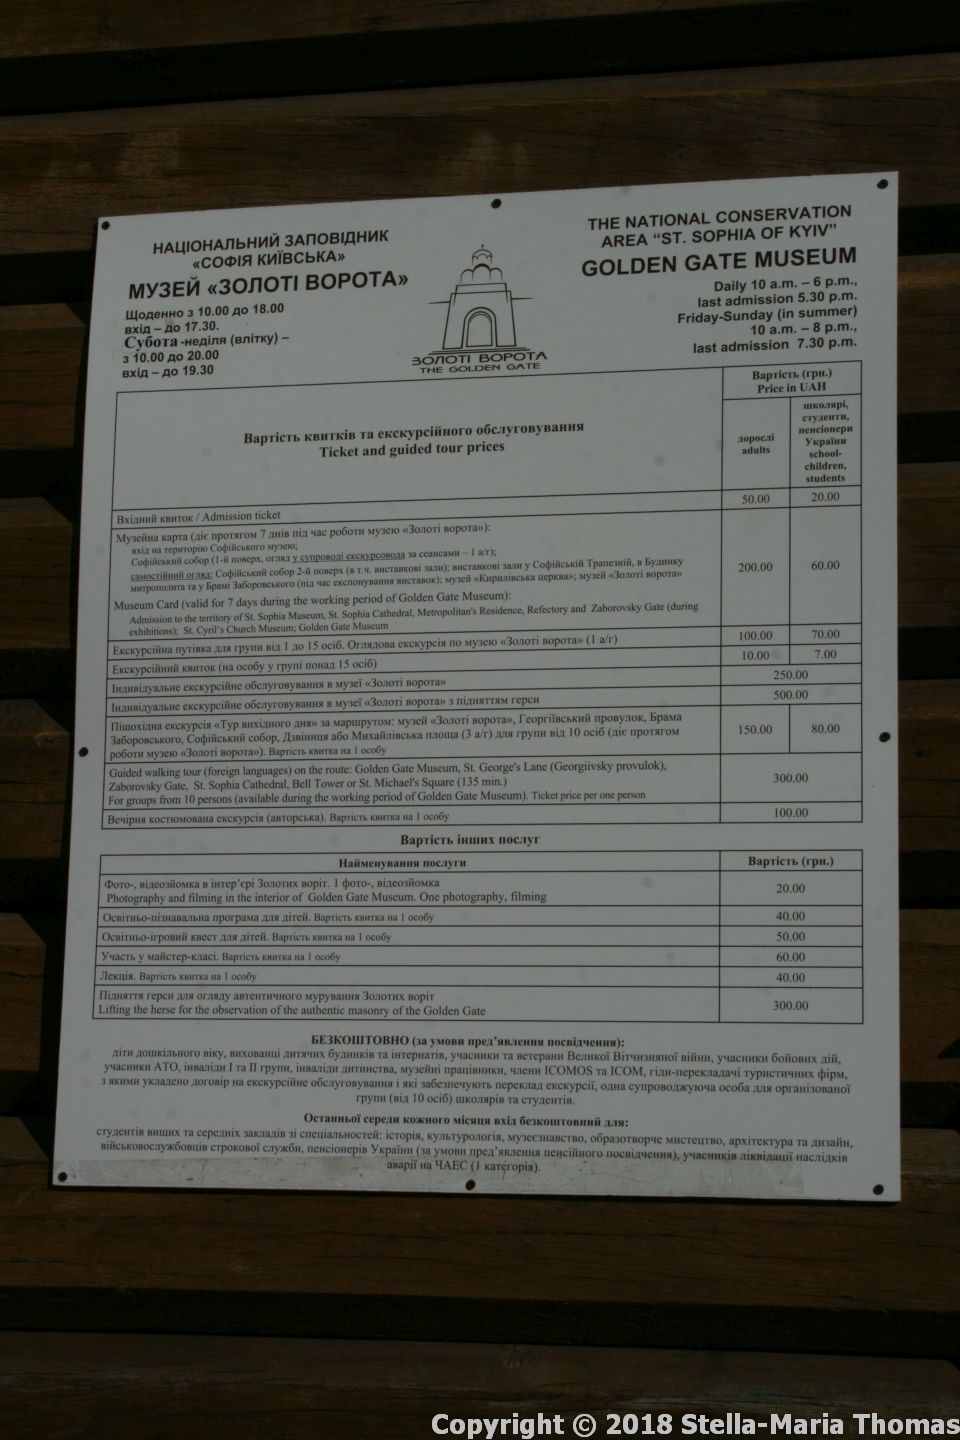 НАЦІОНАЛЬНИЙ ЗАПОВІДНИК
«СОФІЯ КИЇВСЬКА»
МУЗЕЙ «ЗОЛОТІ ВОРОТА»
Щоденно з 10.00 до 18.00
вхід – до 17.30.
Субота -неділя (влітку) –
з 10.00 до 20.00
вхід – до 19.30
ЗОЛОТІ ВОРОТА
THE GOLDEN GATE
THE NATIONAL CONSERVATION
AREA “ST. SOPHIA OF KYIV”
GOLDEN GATE MUSEUM
Daily 10 a.m. – 6 p.m.,
last admission 5.30 p.m.
Friday-Sunday (in summer)
10 a.m. – 8 p.m.,
last admission 7.30 p.m.
Вартість квитків та екскурсійного обслуговування
Ticket and guided tour prices
Вартість (грн.)
Price in UAH
дорослі
adults
школярі,
студенти,
пенсіонери
України
school-
children,
students
Вхідний квиток / Admission ticket 50.00 20.00
Музейна карта (діє протягом 7 днів під час роботи музею «Золоті ворота»):
вхід на територію Софійського музею;
Софійський собор (1-й поверх, огляд у супроводі екскурсовода за сеансами – 1 а/г);
самостійний огляд: Софійський собор 2-й поверх (в т.ч. виставкові зали); виставкові зали у Софійській Трапезній, в Будинку
митрополита та у Брамі Заборовського (під час експонування виставок); музей «Кирилівська церква»; музей «Золоті ворота»
Museum Card (valid for 7 days during the working period of Golden Gate Museum):
Admission to the territory of St. Sophia Museum, St. Sophia Cathedral, Metropolitan's Residence, Refectory and Zaborovsky Gate (during
exhibitions); St. Cyril's Church Museum; Golden Gate Museum
200.00 60.00
Екскурсійна путівка для групи від 1 до 15 осіб. Оглядова екскурсія по музею «Золоті ворота» (1 а/г) 100.00 70.00
Екскурсійний квиток (на особу у групі понад 15 осіб) 10.00 7.00
Індивідуальне екскурсійне обслуговування в музеї «Золоті ворота» 250.00
Індивідуальне екскурсійне обслуговування в музеї «Золоті ворота» з підняттям герси 500.00
Пішохідна екскурсія «Тур вихідного дня» за маршрутом: музей «Золоті ворота», Георгіївський провулок, Брама
Заборовського, Софійський собор, Дзвіниця або Михайлівська площа (3 а/г) для групи від 10 осіб (діє протягом
роботи музею «Золоті ворота»). Вартість квитка на 1 особу
150.00 80.00
Guided walking tour (foreign languages) on the route: Golden Gate Museum, St. George's Lane (Georgiivsky provulok),
Zaborovsky Gate, St. Sophia Cathedral, Bell Tower or St. Michael's Square (135 min.)
For groups from 10 persons (available during the working period of Golden Gate Museum). Ticket price per one person
300.00
Вечірня костюмована екскурсія (авторська). Вартість квитка на 1 особу 100.00
Вартість інших послуг
Найменування послуги Вартість (грн.)
Фото-, відеозйомка в інтер’єрі Золотих воріт. 1 фото-, відеозйомка
Photography and filming in the interior of Golden Gate Museum. One photography, filming
20.00
Освітньо-пізнавальна програма для дітей. Вартість квитка на 1 особу 40.00
Освітньо-ігровий квест для дітей. Вартість квитка на 1 особу 50.00
Участь у майстер-класі. Вартість квитка на 1 особу 60.00
Лекція. Вартість квитка на 1 особу 40.00
Підняття герси для огляду автентичного мурування Золотих воріт
Lifting the herse for the observation of the authentic masonry of the Golden Gate
300.00
БЕЗКОШТОВНО (за умови пред’явлення посвідчення):
діти дошкільного віку, вихованці дитячих будинків та інтернатів, учасники та ветерани Великої Вітчизняної війни, учасники бойових дій,
учасники АТО, інваліди І та ІІ групи, інваліди дитинства, музейні працівники, члени ICOMOS та ICOM, гіди-перекладачі туристичних фірм,
з якими укладено договір на екскурсійне обслуговування і які забезпечують переклад екскурсії, одна супроводжуюча особа для організованої
групи (від 10 осіб) школярів та студентів.
Останньої середи кожного місяця вхід безкоштовний для:
студентів вищих та середніх закладів зі спеціальностей: історія, культурологія, музеєзнавство, образотворче мистецтво, архітектура та дизайн,
військовослужбовців строкової служби, пенсіонерів України (за умови пред’явлення пенсійного посвідчення), учасників ліквідації наслідків
аварії на ЧАЕС (1 категорія).
Copyright © 2018 Stella-Maria Thomas